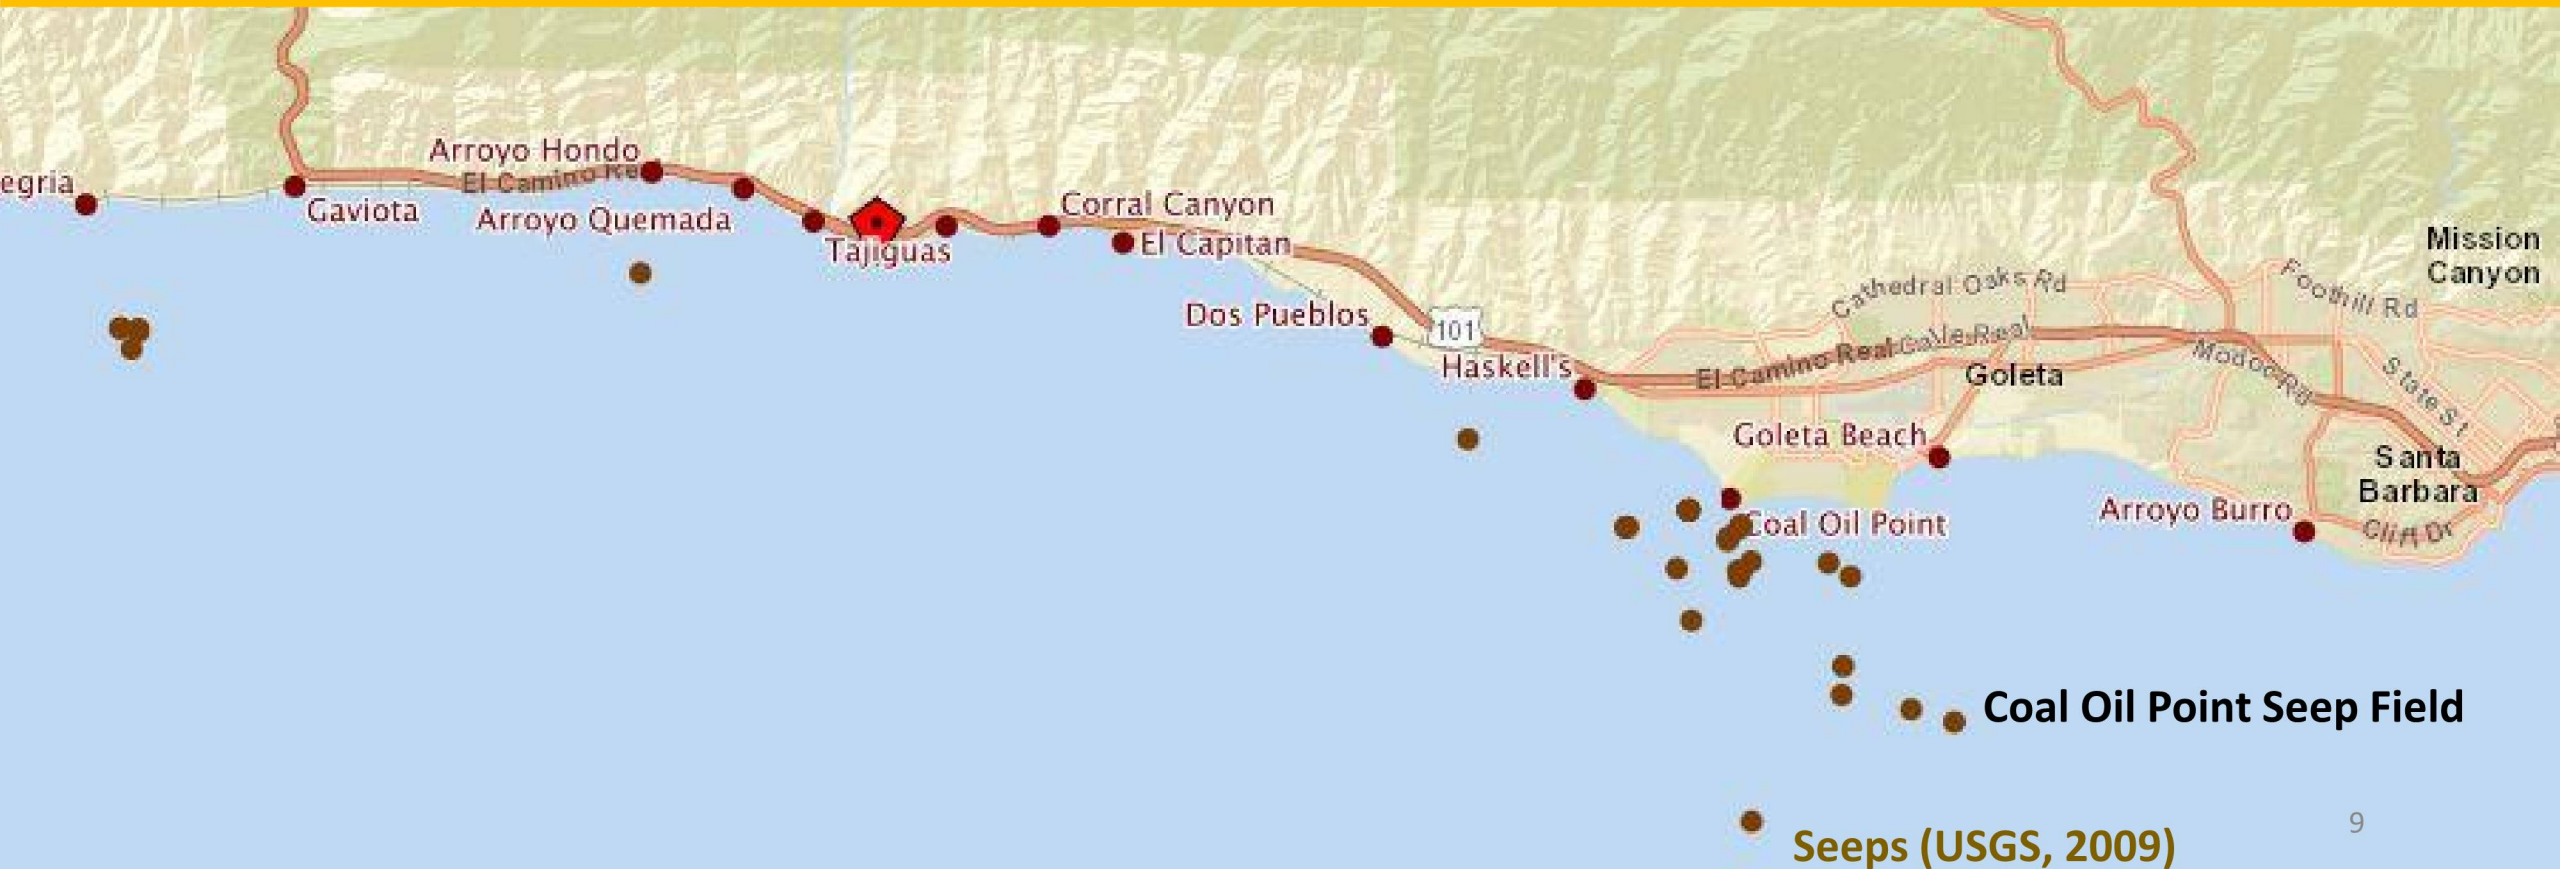 Arroyo Hondo
El Camino Re
egria
Gaviota
Arroyo Quemada
Tajiguas
Corral Canyon
El Capitan
Dos Pueblos
101
Haskell's
Cathedral Oaks Rd
El Camino Real
Calle Real
Goleta
Foothill Rd
Mission
Canyon
Modoc Rd
State St
Goleta Beach
Santa
Barbara
Arroyo Burro
Cliff Dr
Coal Oil Point
Coal Oil Point Seep Field
Seeps (USGS, 2009)
9